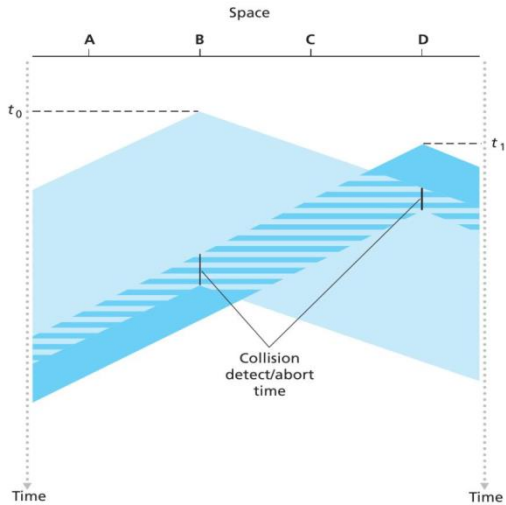 Space
A B C D
t0
t1
Collision
detect/abort
time
Time Time